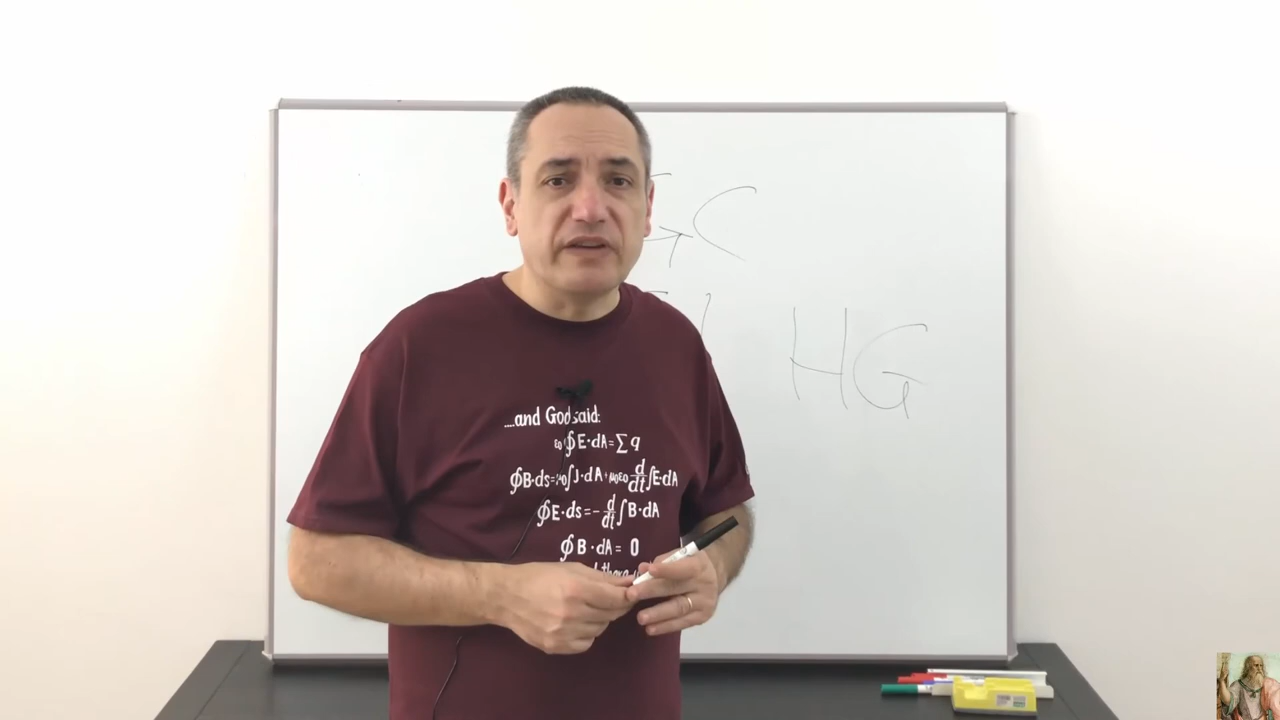 C
HG
....and God said:
ε₀∮E·dA=∑q
∮B·ds=μ₀∫J·dA+μ₀ε₀ d/dt ∫E·dA
∮E·ds=-d/dt ∫B·dA
∮B·dA= 0